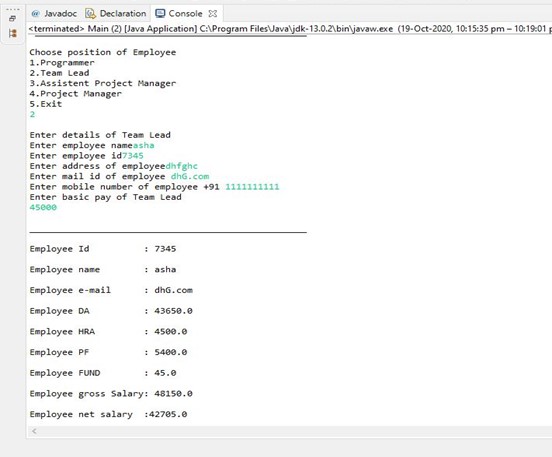 Javadoc Declaration Console
<terminated> Main (2) [Java Application] C:\Program Files\Java\jdk-13.0.2\bin\javaw.exe (19-Oct-2020, 10:15:35 pm – 10:19:01 p
Choose position of Employee
1.Programmer
2.Team Lead
3.Assistent Project Manager
4.Project Manager
5.Exit
2
Enter details of Team Lead
Enter employee nameasha
Enter employee id7345
Enter address of employeedhfghc
Enter mail id of employee dhG.com
Enter mobile number of employee +91 1111111111
Enter basic pay of Team Lead
45000
Employee Id : 7345
Employee name : asha
Employee e-mail : dhG.com
Employee DA : 43650.0
Employee HRA : 4500.0
Employee PF : 5400.0
Employee FUND : 45.0
Employee gross Salary: 48150.0
Employee net salary :42705.0